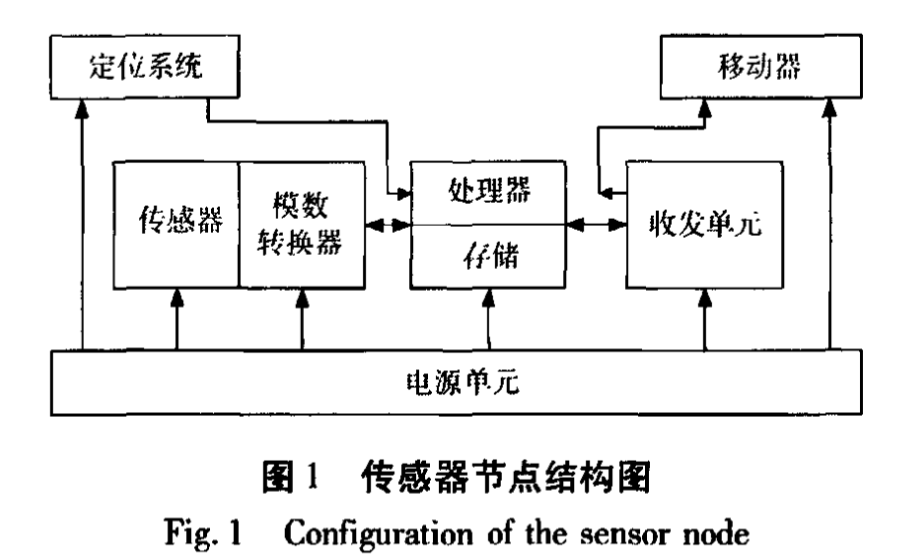 定位系统
移动器
传感器
模数
转换器
处理器
存储
收发单元
电源单元
图1 传感器节点结构图
Fig. 1 Configuration of the sensor node